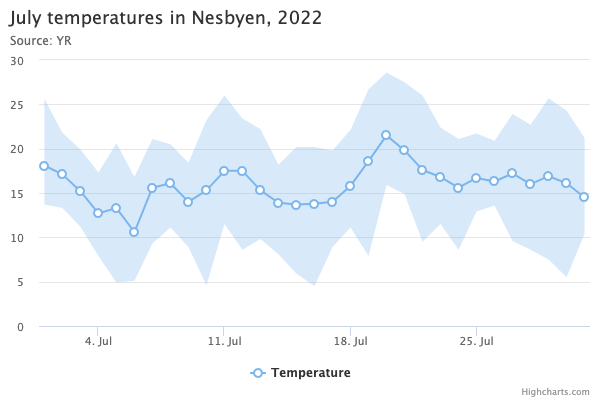 July temperatures in Nesbyen, 2022
Source: YR
30
25
20
15
10
5
0
4. Jul
11. Jul
18. Jul
25. Jul
Temperature
Highcharts.com